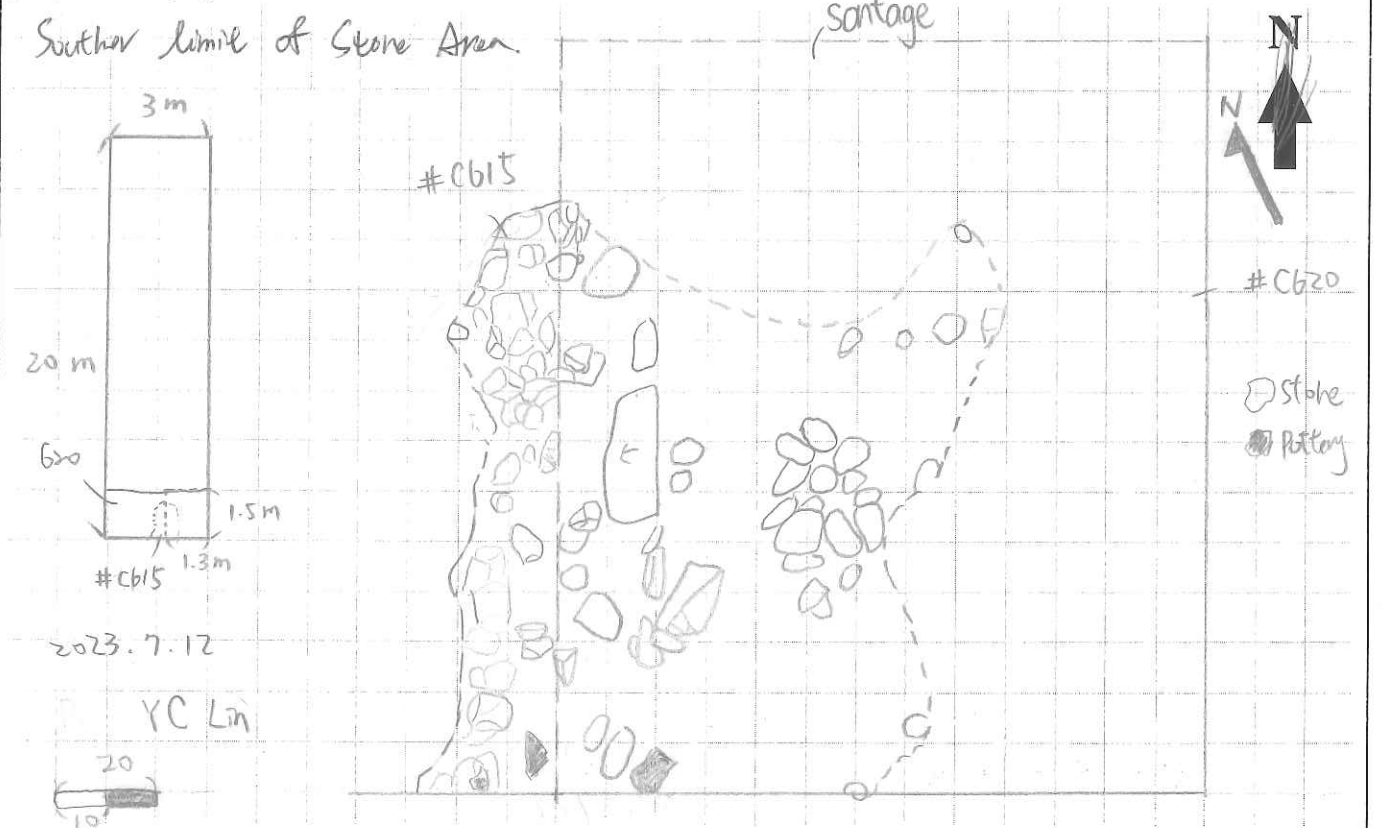 Souther limit of Stone Area.
sontage
N
N
3 m
#C615
#C620
20 m
Stone
Pottery
620
1.5m
1.3m
#C615
2023.7.12
YC Lin
20
10